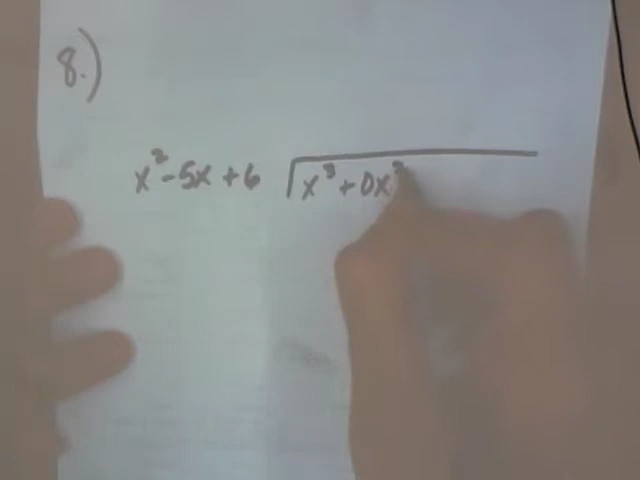 8.)
x² - 5x + 6 x³ + 0x²